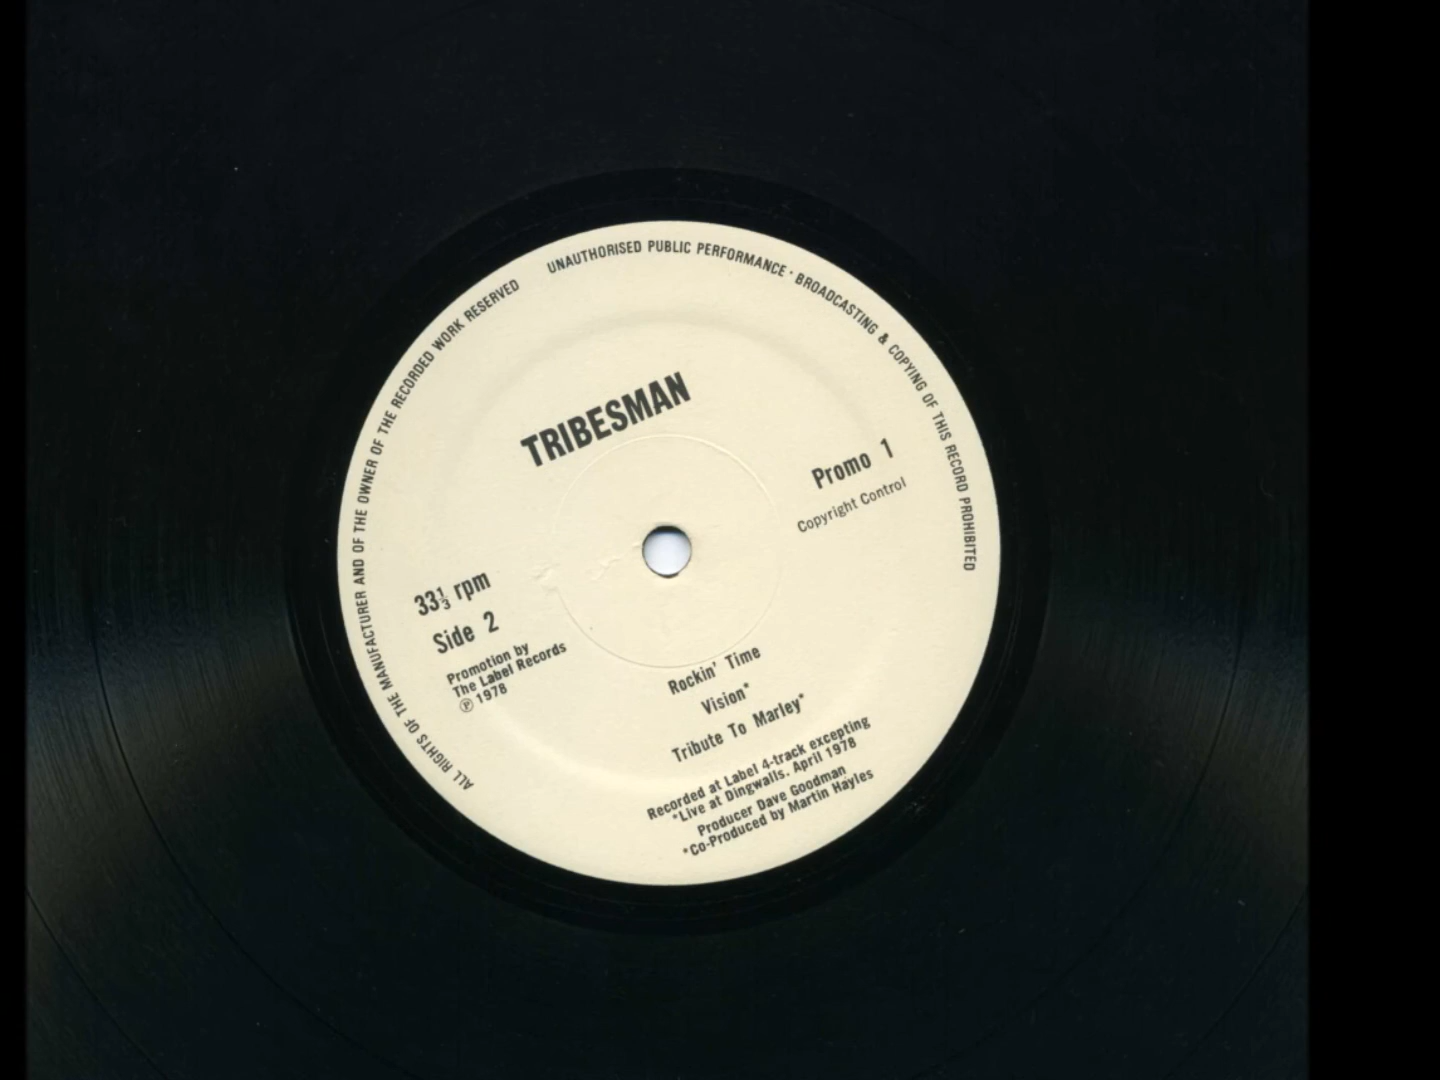 ALL RIGHTS OF THE MANUFACTURER AND OF THE OWNER OF THE RECORDED WORK RESERVED
UNAUTHORISED PUBLIC PERFORMANCE · BROADCASTING & COPYING OF THIS RECORD PROHIBITED
TRIBESMAN
Promo 1
Copyright Control
33⅓ rpm
Side 2
Promotion by
The Label Records
℗ 1978
Rockin' Time
Vision*
Tribute To Marley*
Recorded at Label 4-track excepting
*Live at Dingwalls. April 1978
Producer Dave Goodman
*Co-Produced by Martin Hayles